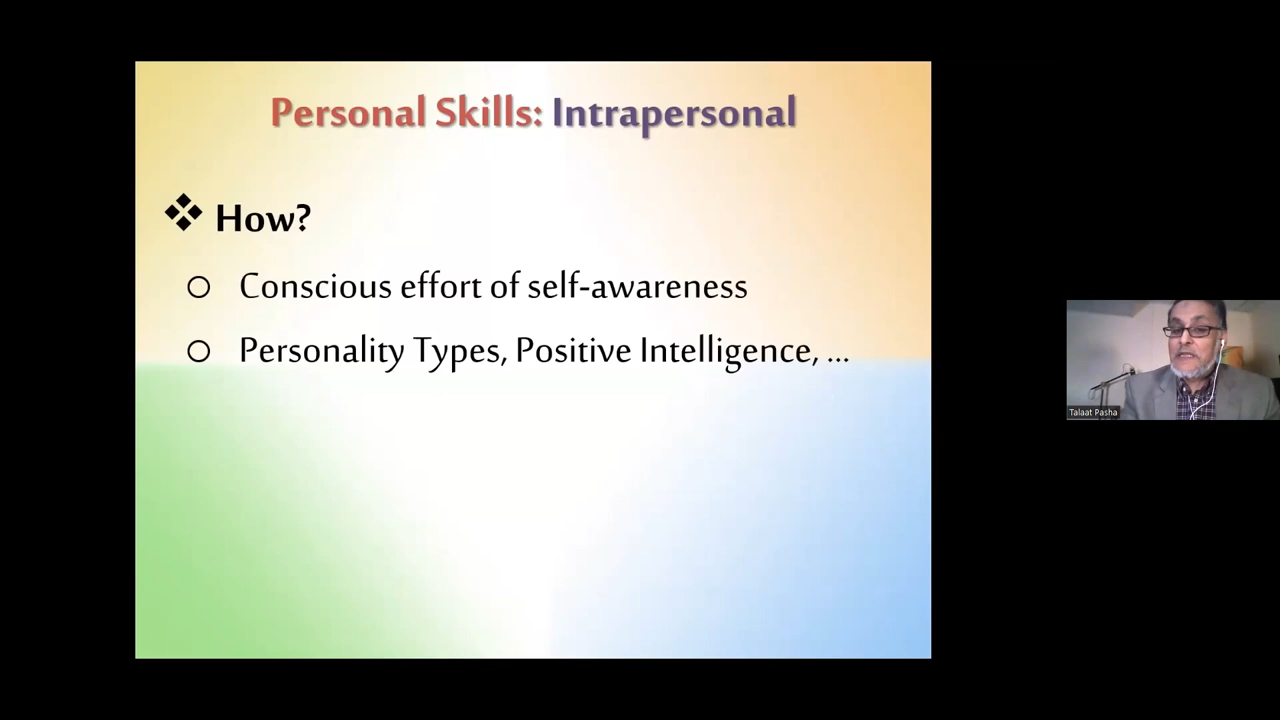 Personal Skills: Intrapersonal
❖ How?
o Conscious effort of self-awareness
o Personality Types, Positive Intelligence, ...
Talaat Pasha